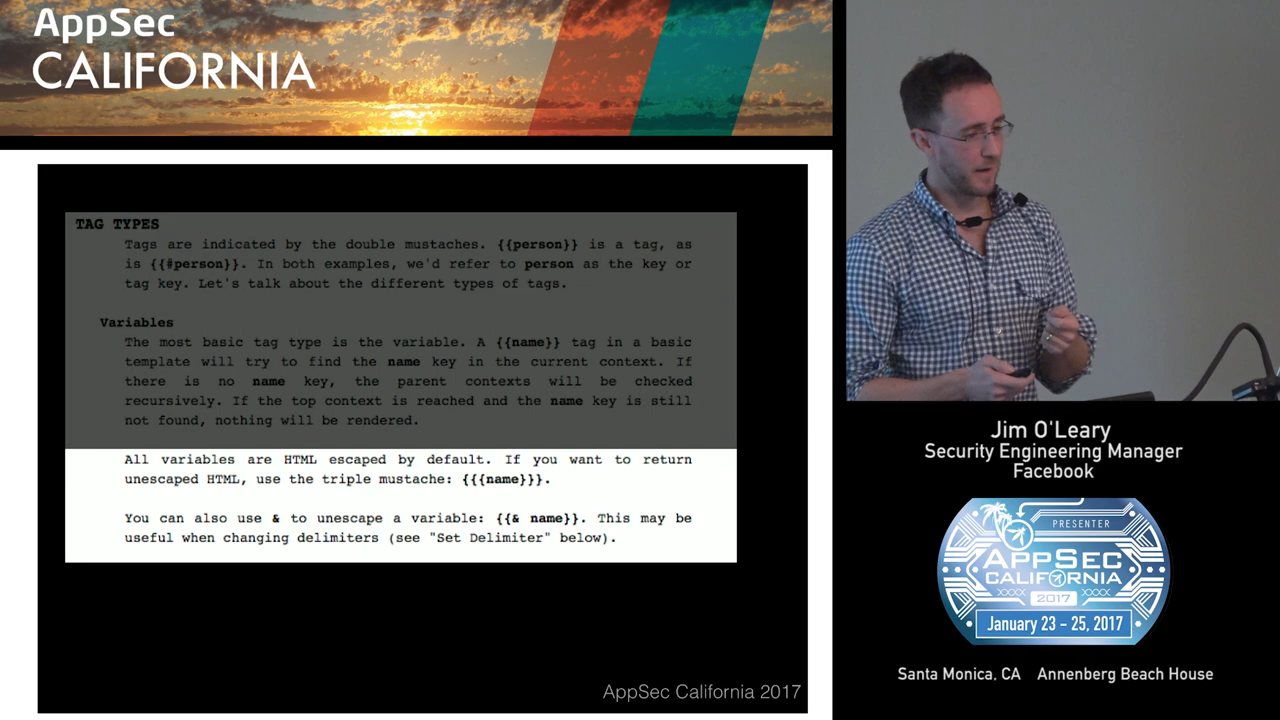 AppSec
CALIFORNIA
TAG TYPES
Tags are indicated by the double mustaches. {{person}} is a tag, as
is {{#person}}. In both examples, we'd refer to person as the key or
tag key. Let's talk about the different types of tags.
Variables
The most basic tag type is the variable. A {{name}} tag in a basic
template will try to find the name key in the current context. If
there is no name key, the parent contexts will be checked
recursively. If the top context is reached and the name key is still
not found, nothing will be rendered.
All variables are HTML escaped by default. If you want to return
unescaped HTML, use the triple mustache: {{{name}}}.
You can also use & to unescape a variable: {{& name}}. This may be
useful when changing delimiters (see "Set Delimiter" below).
AppSec California 2017
Jim O'Leary
Security Engineering Manager
Facebook
PRESENTER
APPSEC
CALIFORNIA
XXXX 2017 XXXX
January 23 - 25, 2017
Santa Monica, CA Annenberg Beach House